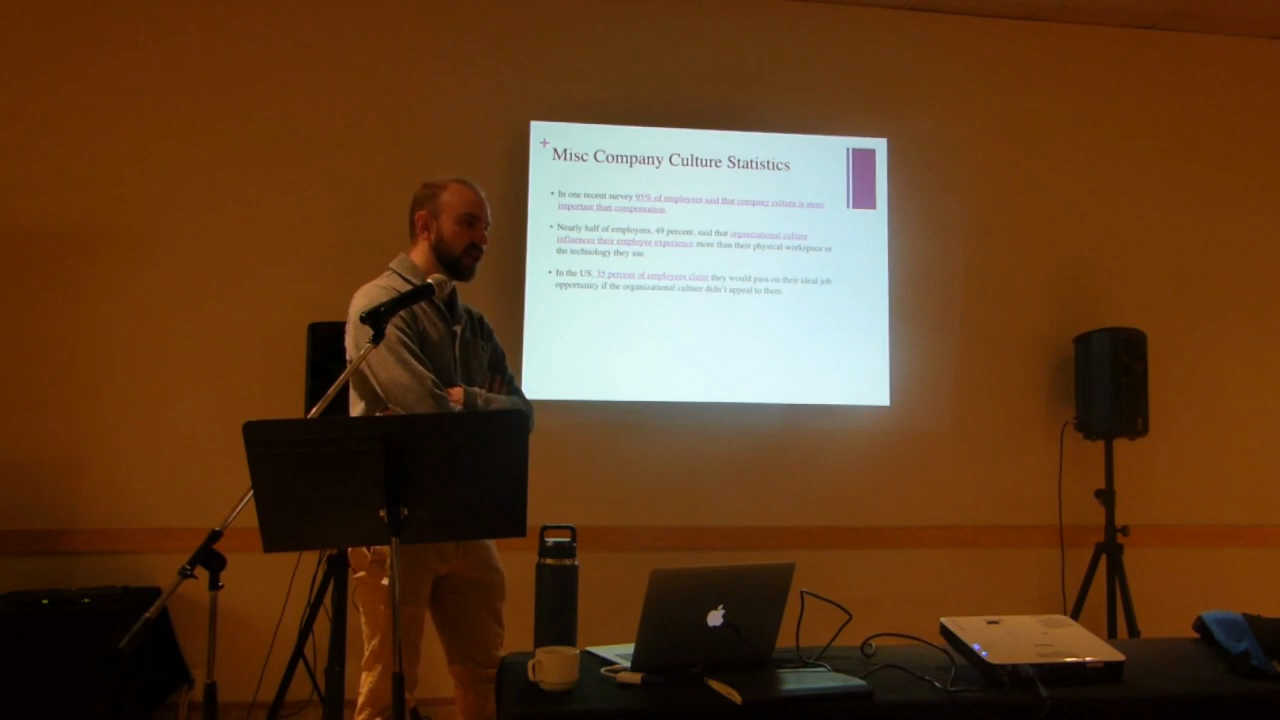 +
Misc Company Culture Statistics
• In one recent survey 95% of employees said that company culture is more
important than compensation.
• Nearly half of employees, 49 percent, said that organizational culture
influences their employee experience more than their physical workspace or
the technology they use.
• In the US, 35 percent of employees claim they would pass on their ideal job
opportunity if the organizational culture didn't appeal to them.